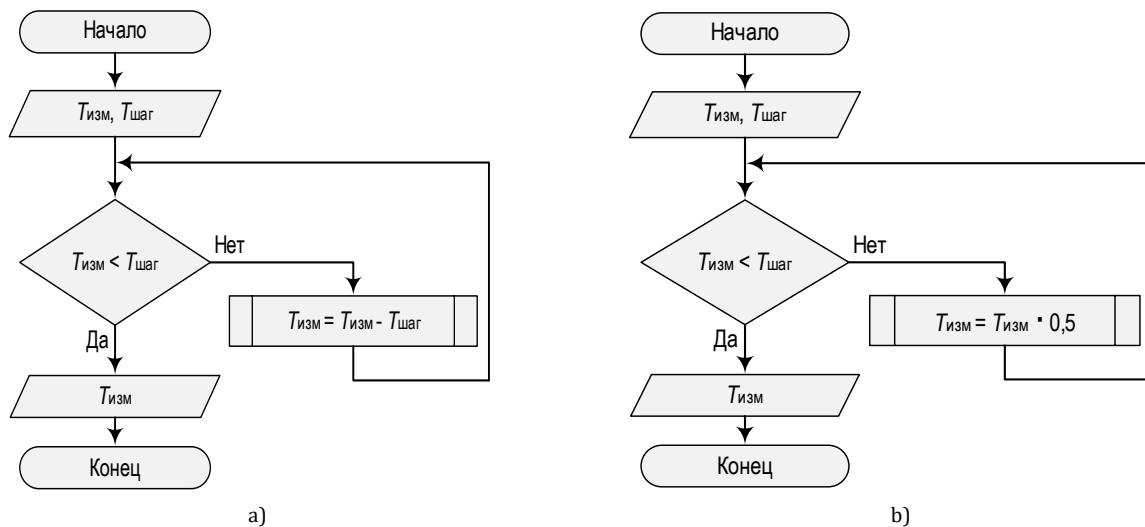 Начало
Tизм, Tшаг
Tизм < Tшаг
Нет
Tизм = Tизм - Tшаг
Да
Tизм
Конец
a)
Начало
Tизм, Tшаг
Tизм < Tшаг
Нет
Tизм = Tизм · 0,5
Да
Tизм
Конец
b)